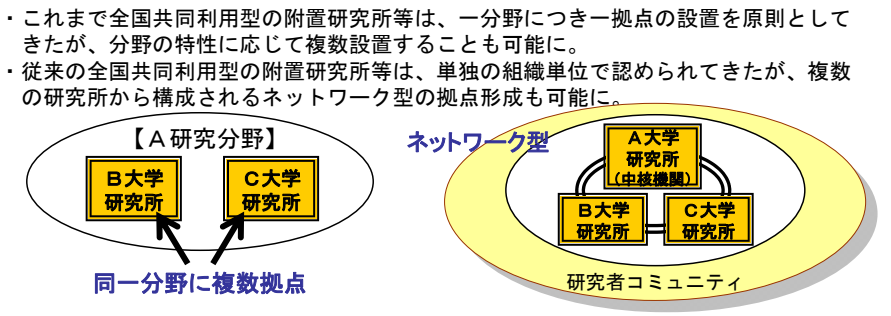 ・これまで全国共同利用型の附置研究所等は、一分野につき一拠点の設置を原則として
きたが、分野の特性に応じて複数設置することも可能に。
・従来の全国共同利用型の附置研究所等は、単独の組織単位で認められてきたが、複数
の研究所から構成されるネットワーク型の拠点形成も可能に。
【A研究分野】
B大学
研究所
C大学
研究所
同一分野に複数拠点
ネットワーク型
A大学
研究所
(中核機関)
B大学
研究所
C大学
研究所
研究者コミュニティ